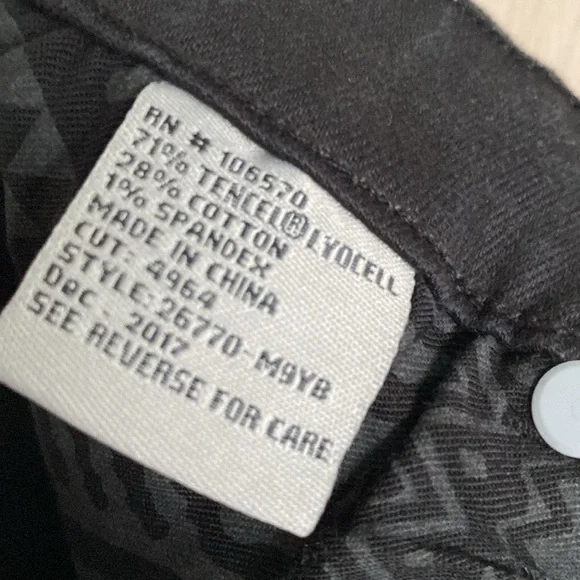 RN # 106570
71% TENCEL® LYOCELL
28% COTTON
1% SPANDEX
MADE IN CHINA
CUT: 4964
STYLE: 26770-M9YB
DOC - 2017
SEE REVERSE FOR CARE